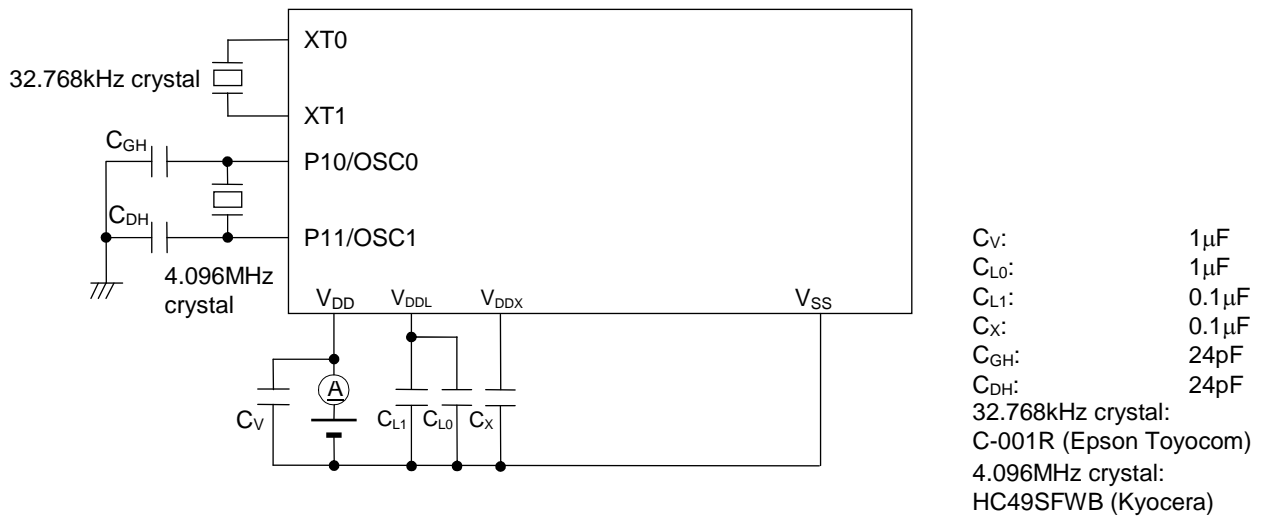 XT0
32.768kHz crystal
XT1
CGH
P10/OSC0
CDH
P11/OSC1
4.096MHz
crystal
VDD
VDDL
VDDX
VSS
A
CV
CL1
CL0
CX
CV: 1μF
CL0: 1μF
CL1: 0.1μF
CX: 0.1μF
CGH: 24pF
CDH: 24pF
32.768kHz crystal:
C-001R (Epson Toyocom)
4.096MHz crystal:
HC49SFWB (Kyocera)